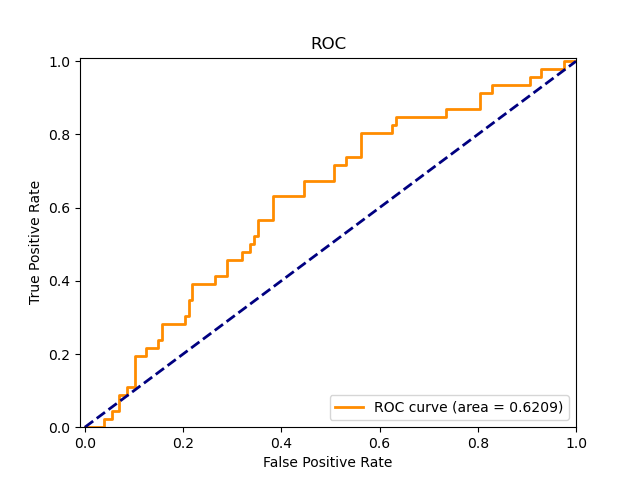 ROC
1.0
0.8
0.6
0.4
0.2
0.0
True Positive Rate
ROC curve (area = 0.6209)
0.0 0.2 0.4 0.6 0.8 1.0
False Positive Rate